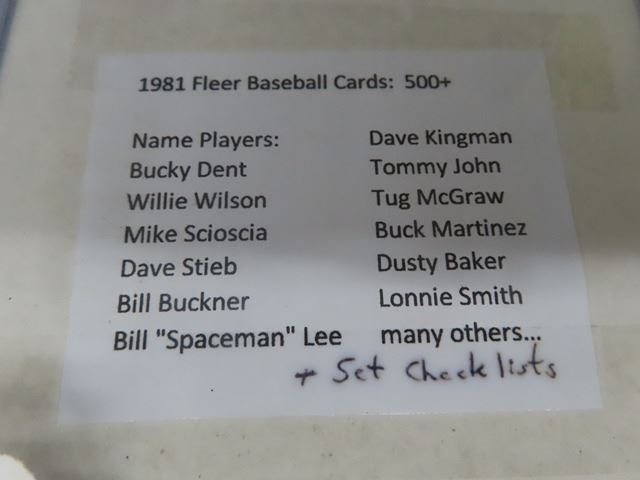 1981 Fleer Baseball Cards: 500+
Name Players: Dave Kingman
Bucky Dent Tommy John
Willie Wilson Tug McGraw
Mike Scioscia Buck Martinez
Dave Stieb Dusty Baker
Bill Buckner Lonnie Smith
Bill "Spaceman" Lee many others...
+ Set Checklists